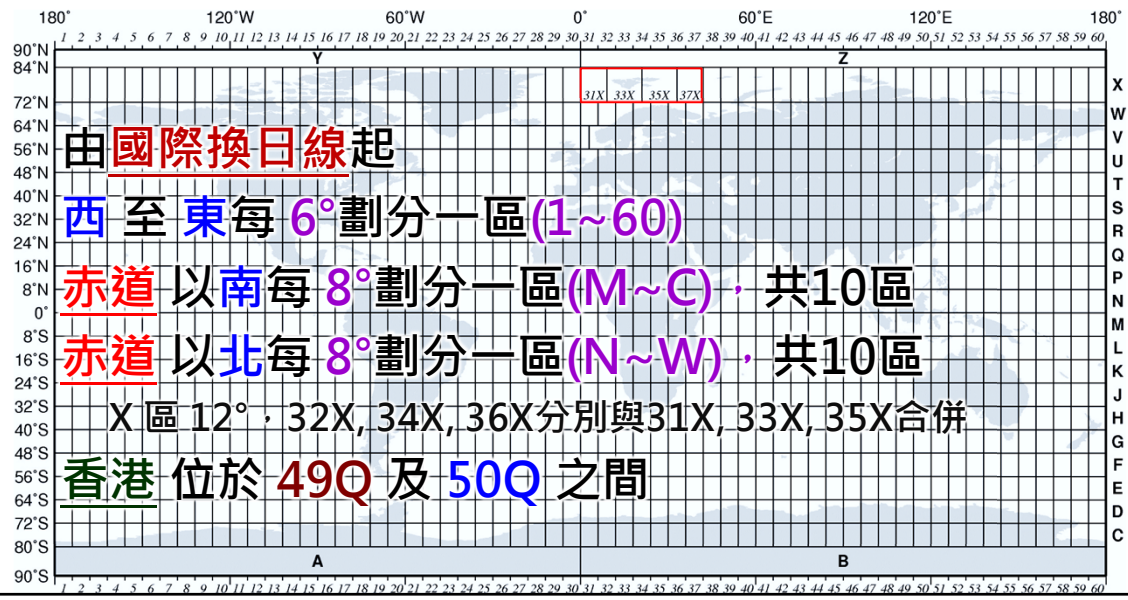 180° 120°W 60°W 0° 60°E 120°E 180°
1 2 3 4 5 6 7 8 9 10 11 12 13 14 15 16 17 18 19 20 21 22 23 24 25 26 27 28 29 30 31 32 33 34 35 36 37 38 39 40 41 42 43 44 45 46 47 48 49 50 51 52 53 54 55 56 57 58 59 60
90°N
Y Z
84°N
X
31X 33X 35X 37X
72°N
W
64°N
V
由國際換日線起
56°N
U
48°N
T
40°N
S
西 至 東每 6°劃分一區(1~60)
32°N
R
24°N
Q
16°N
P
赤道 以南每 8°劃分一區(M~C)，共10區
8°N
N
0°
M
8°S
L
赤道 以北每 8°劃分一區(N~W)，共10區
16°S
K
24°S
J
32°S
H
X 區 12°，32X, 34X, 36X分別與31X, 33X, 35X合併
40°S
G
48°S
F
香港 位於 49Q 及 50Q 之間
56°S
E
64°S
D
72°S
C
80°S
A B
90°S
1 2 3 4 5 6 7 8 9 10 11 12 13 14 15 16 17 18 19 20 21 22 23 24 25 26 27 28 29 30 31 32 33 34 35 36 37 38 39 40 41 42 43 44 45 46 47 48 49 50 51 52 53 54 55 56 57 58 59 60